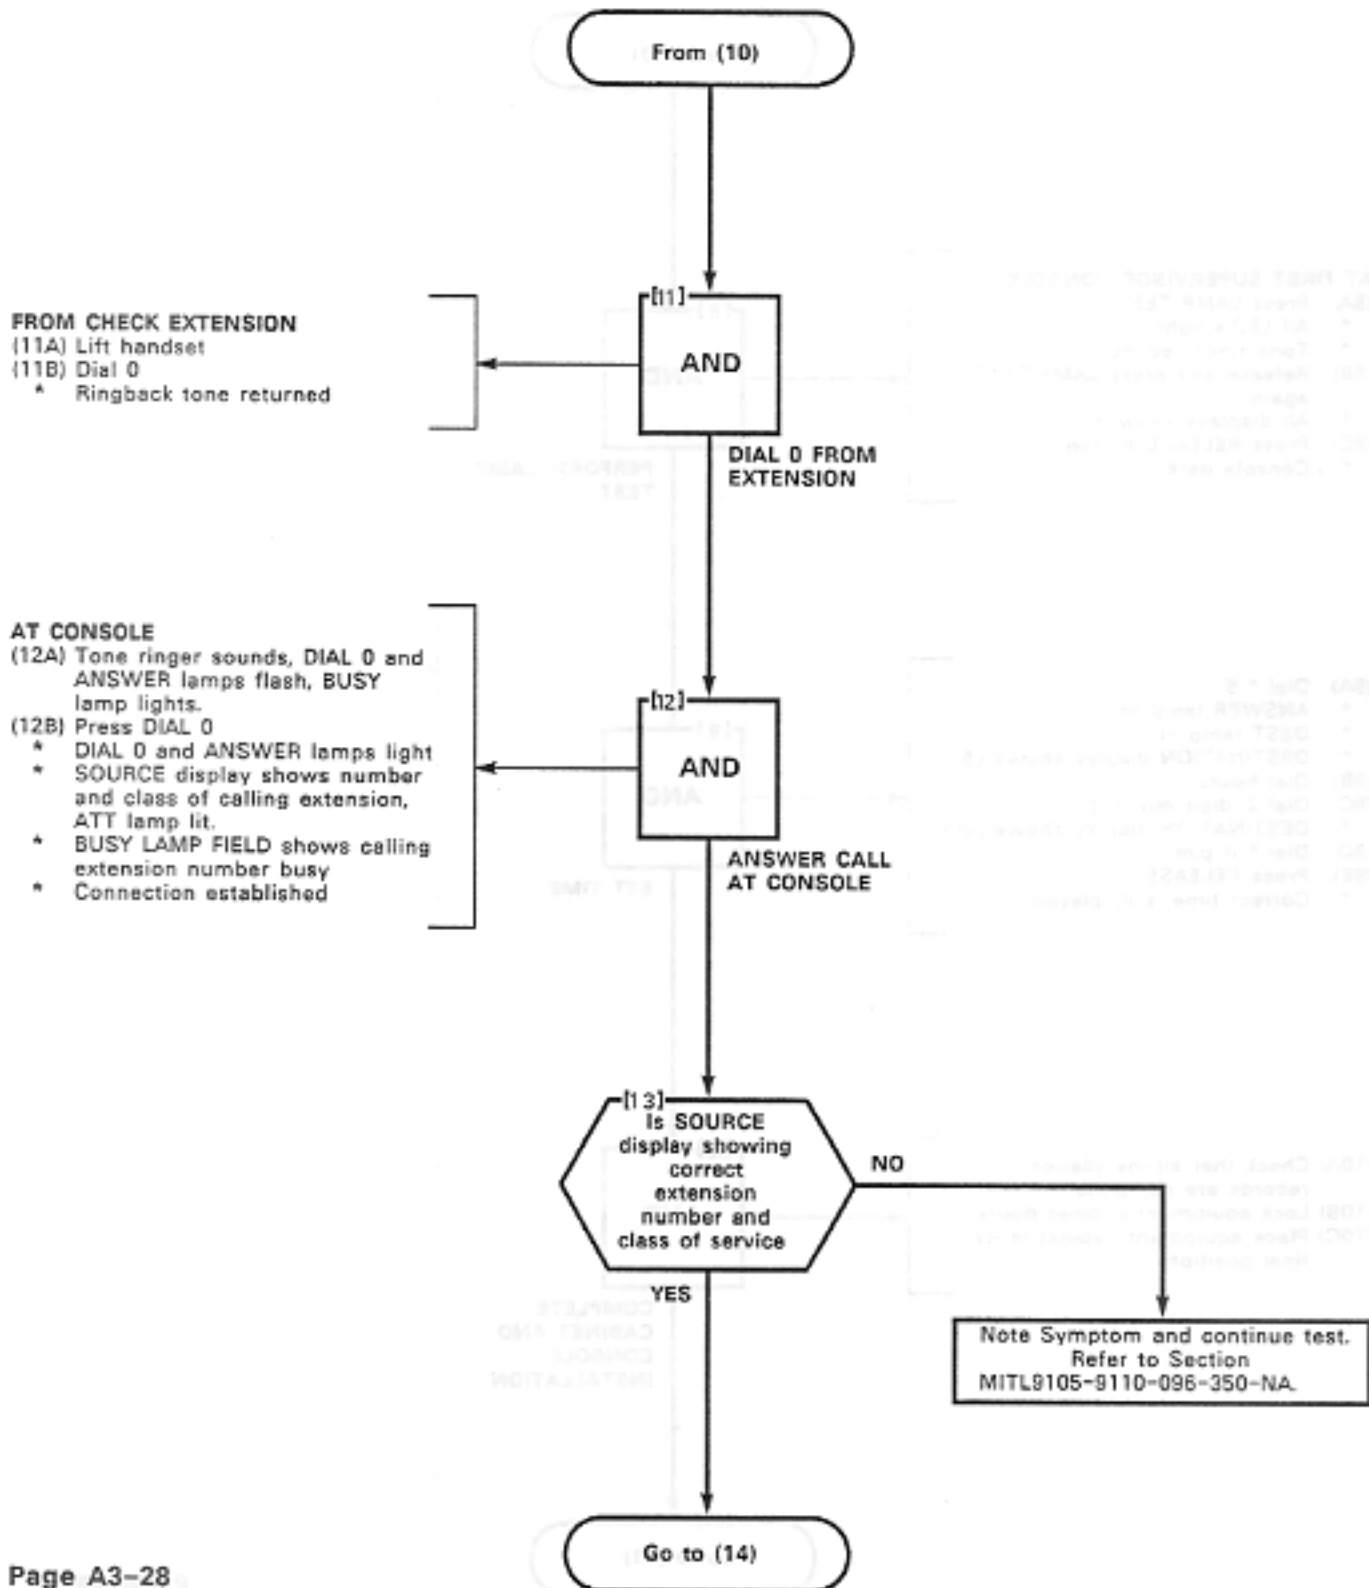 From (10)
[11]
AND
FROM CHECK EXTENSION
(11A) Lift handset
(11B) Dial 0
* Ringback tone returned
DIAL 0 FROM
EXTENSION
AT CONSOLE
(12A) Tone ringer sounds, DIAL 0 and
ANSWER lamps flash, BUSY
lamp lights.
(12B) Press DIAL 0
* DIAL 0 and ANSWER lamps light
* SOURCE display shows number
and class of calling extension,
ATT lamp lit.
* BUSY LAMP FIELD shows calling
extension number busy
* Connection established
[12]
AND
ANSWER CALL
AT CONSOLE
[13]
Is SOURCE
display showing
correct
extension
number and
class of service
NO
YES
Note Symptom and continue test.
Refer to Section
MITL9105-9110-096-350-NA.
Go to (14)
Page A3-28